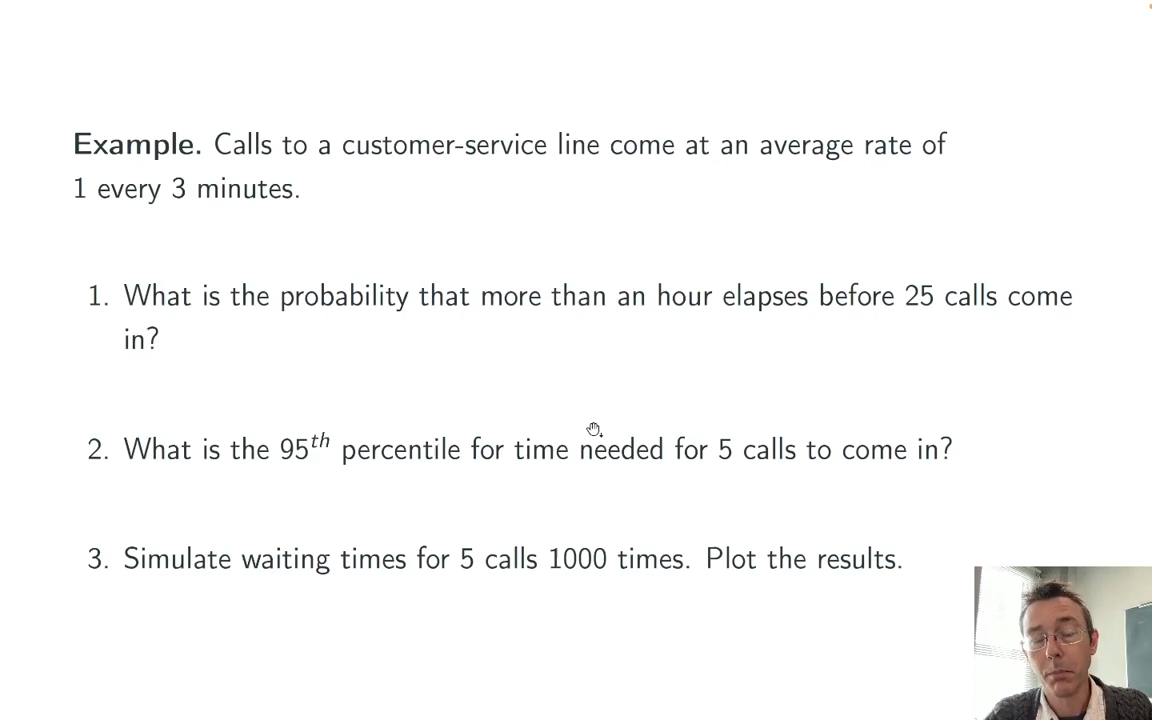 Example. Calls to a customer-service line come at an average rate of
1 every 3 minutes.
1. What is the probability that more than an hour elapses before 25 calls come
in?
2. What is the 95th percentile for time needed for 5 calls to come in?
3. Simulate waiting times for 5 calls 1000 times. Plot the results.